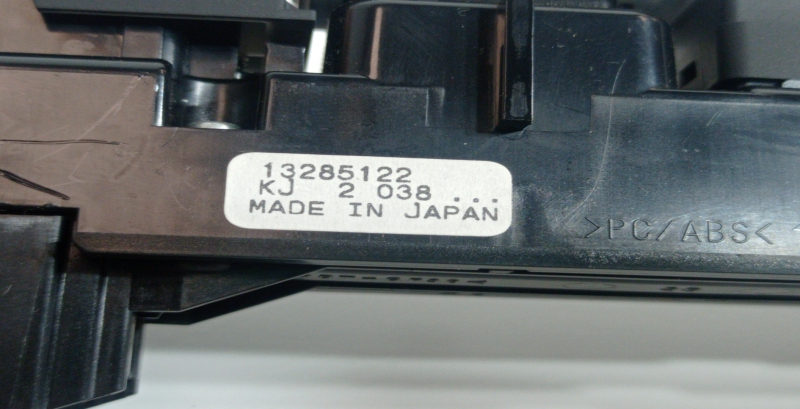 13285122
KJ 2 038 ...
MADE IN JAPAN
>PC/ABS<